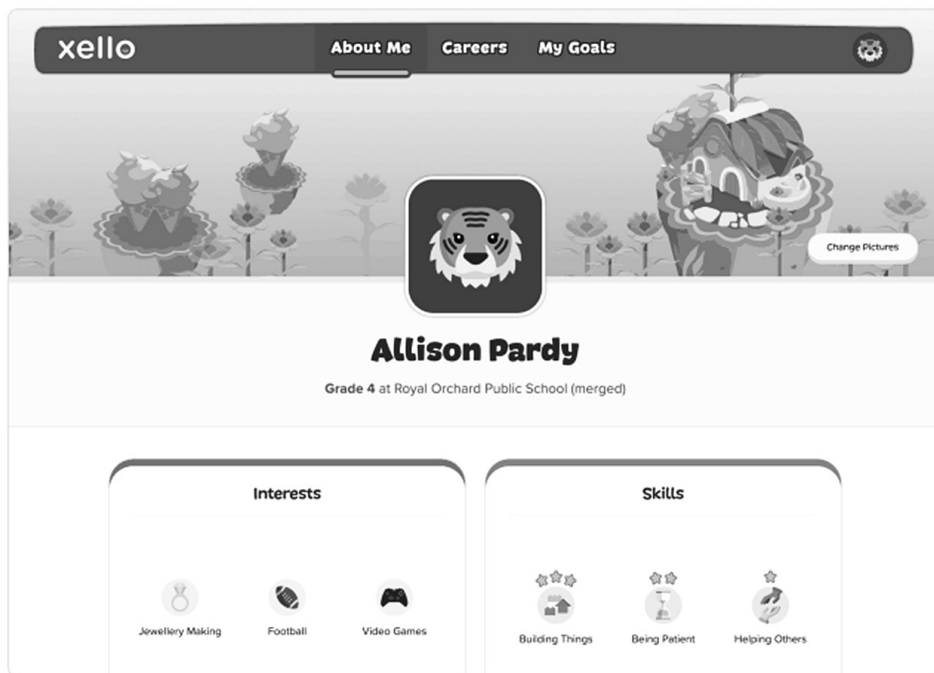 xello
About Me Careers My Goals
Change Pictures
Allison Pardy
Grade 4 at Royal Orchard Public School (merged)
Interests
Jewellery Making Football Video Games
Skills
Building Things Being Patient Helping Others